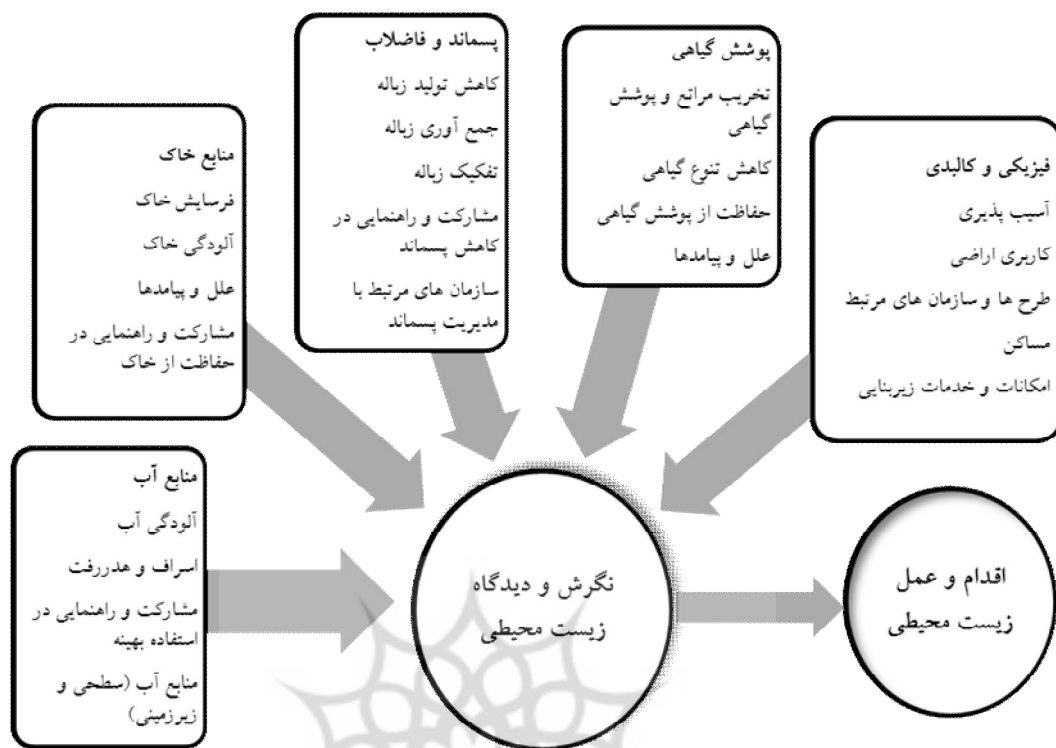 فیزیکی و کالبدی
آسیب پذیری
کاربری اراضی
طرح ها و سازمان های مرتبط
مساکن
امکانات و خدمات زیربنایی
پوشش گیاهی
تخریب مراتع و پوشش
گیاهی
کاهش تنوع گیاهی
حفاظت از پوشش گیاهی
علل و پیامدها
پسماند و فاضلاب
کاهش تولید زباله
جمع آوری زباله
تفکیک زباله
مشارکت و راهنمایی در
کاهش پسماند
سازمان های مرتبط با
مدیریت پسماند
منابع خاک
فرسایش خاک
آلودگی خاک
علل و پیامدها
مشارکت و راهنمایی در
حفاظت از خاک
منابع آب
آلودگی آب
اسراف و هدررفت
مشارکت و راهنمایی در
استفاده بهینه
منابع آب (سطحی و
زیرزمینی)
نگرش و دیدگاه
زیست محیطی
اقدام و عمل
زیست محیطی